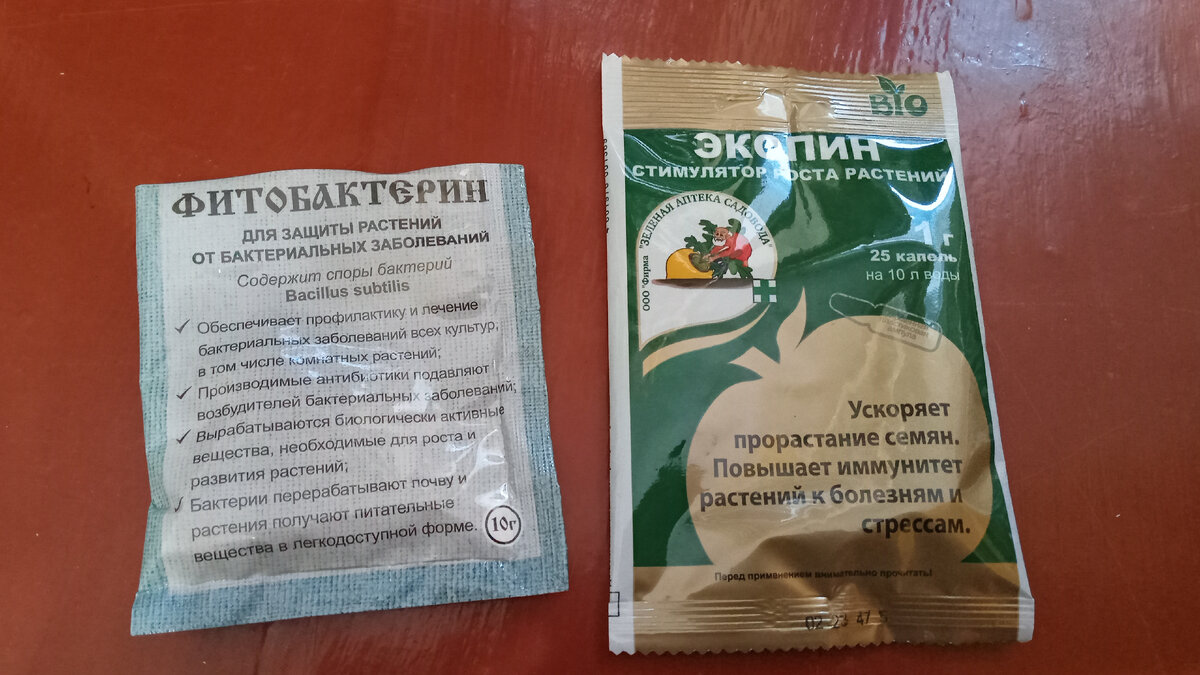 ФИТОБАКТЕРИН
ДЛЯ ЗАЩИТЫ РАСТЕНИЙ
ОТ БАКТЕРИАЛЬНЫХ ЗАБОЛЕВАНИЙ
Содержит споры бактерий
Bacillus subtilis
✓ Обеспечивает профилактику и лечение
бактериальных заболеваний всех культур,
в том числе комнатных растений;
✓ Производимые антибиотики подавляют
возбудителей бактериальных заболеваний;
✓ Вырабатываются биологически активные
вещества, необходимые для роста и
развития растений;
✓ Бактерии перерабатывают почву и
растения получают питательные
вещества в легкодоступной форме.
10г
BIO
ЭКОПИН
СТИМУЛЯТОР РОСТА РАСТЕНИЙ
ООО "Фирма "ЗЕЛЕНАЯ АПТЕКА САДОВОДА"
1 г
25 капель
на 10 л воды
ампула
Ускоряет
прорастание семян.
Повышает иммунитет
растений к болезням и
стрессам.
Перед применением внимательно прочитать!
02 23 47